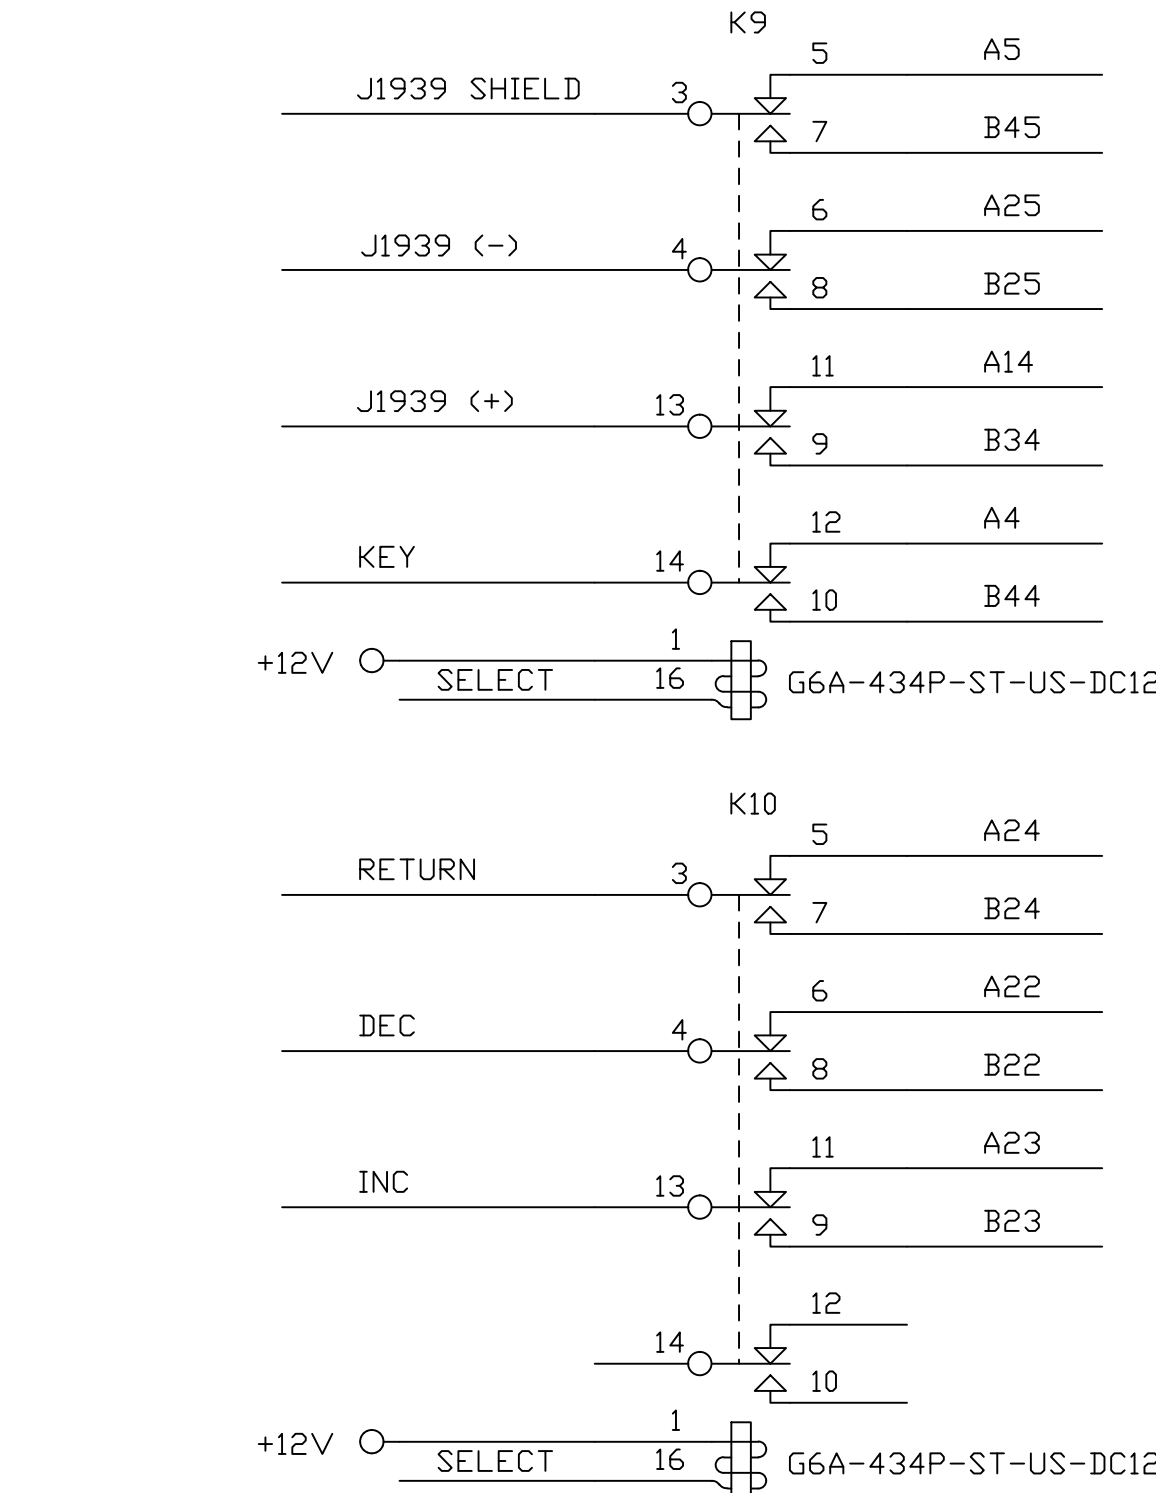 K9
5 A5
J1939 SHIELD 3
7 B45
6 A25
J1939 (-) 4
8 B25
11 A14
J1939 (+) 13
9 B34
12 A4
KEY 14
10 B44
1
+12V
SELECT 16 G6A-434P-ST-US-DC12
K10
5 A24
RETURN 3
7 B24
6 A22
DEC 4
8 B22
11 A23
INC 13
9 B23
12
14
10
1
+12V
SELECT 16 G6A-434P-ST-US-DC12